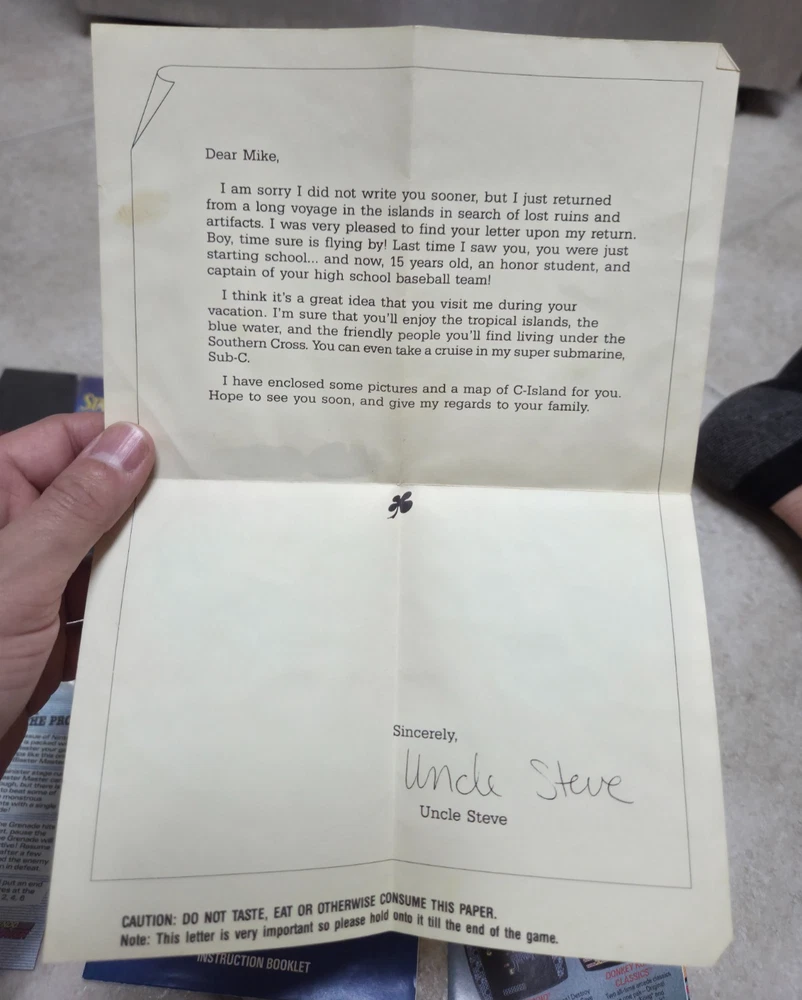 Dear Mike,
I am sorry I did not write you sooner, but I just returned
from a long voyage in the islands in search of lost ruins and
artifacts. I was very pleased to find your letter upon my return.
Boy, time sure is flying by! Last time I saw you, you were just
starting school... and now, 15 years old, an honor student, and
captain of your high school baseball team!
I think it's a great idea that you visit me during your
vacation. I'm sure that you'll enjoy the tropical islands, the
blue water, and the friendly people you'll find living under the
Southern Cross. You can even take a cruise in my super submarine,
Sub-C.
I have enclosed some pictures and a map of C-Island for you.
Hope to see you soon, and give my regards to your family.
Sincerely,
Uncle Steve
Uncle Steve
CAUTION: DO NOT TASTE, EAT OR OTHERWISE CONSUME THIS PAPER.
Note: This letter is very important so please hold onto it till the end of the game.
INSTRUCTION BOOKLET
CLASSICS